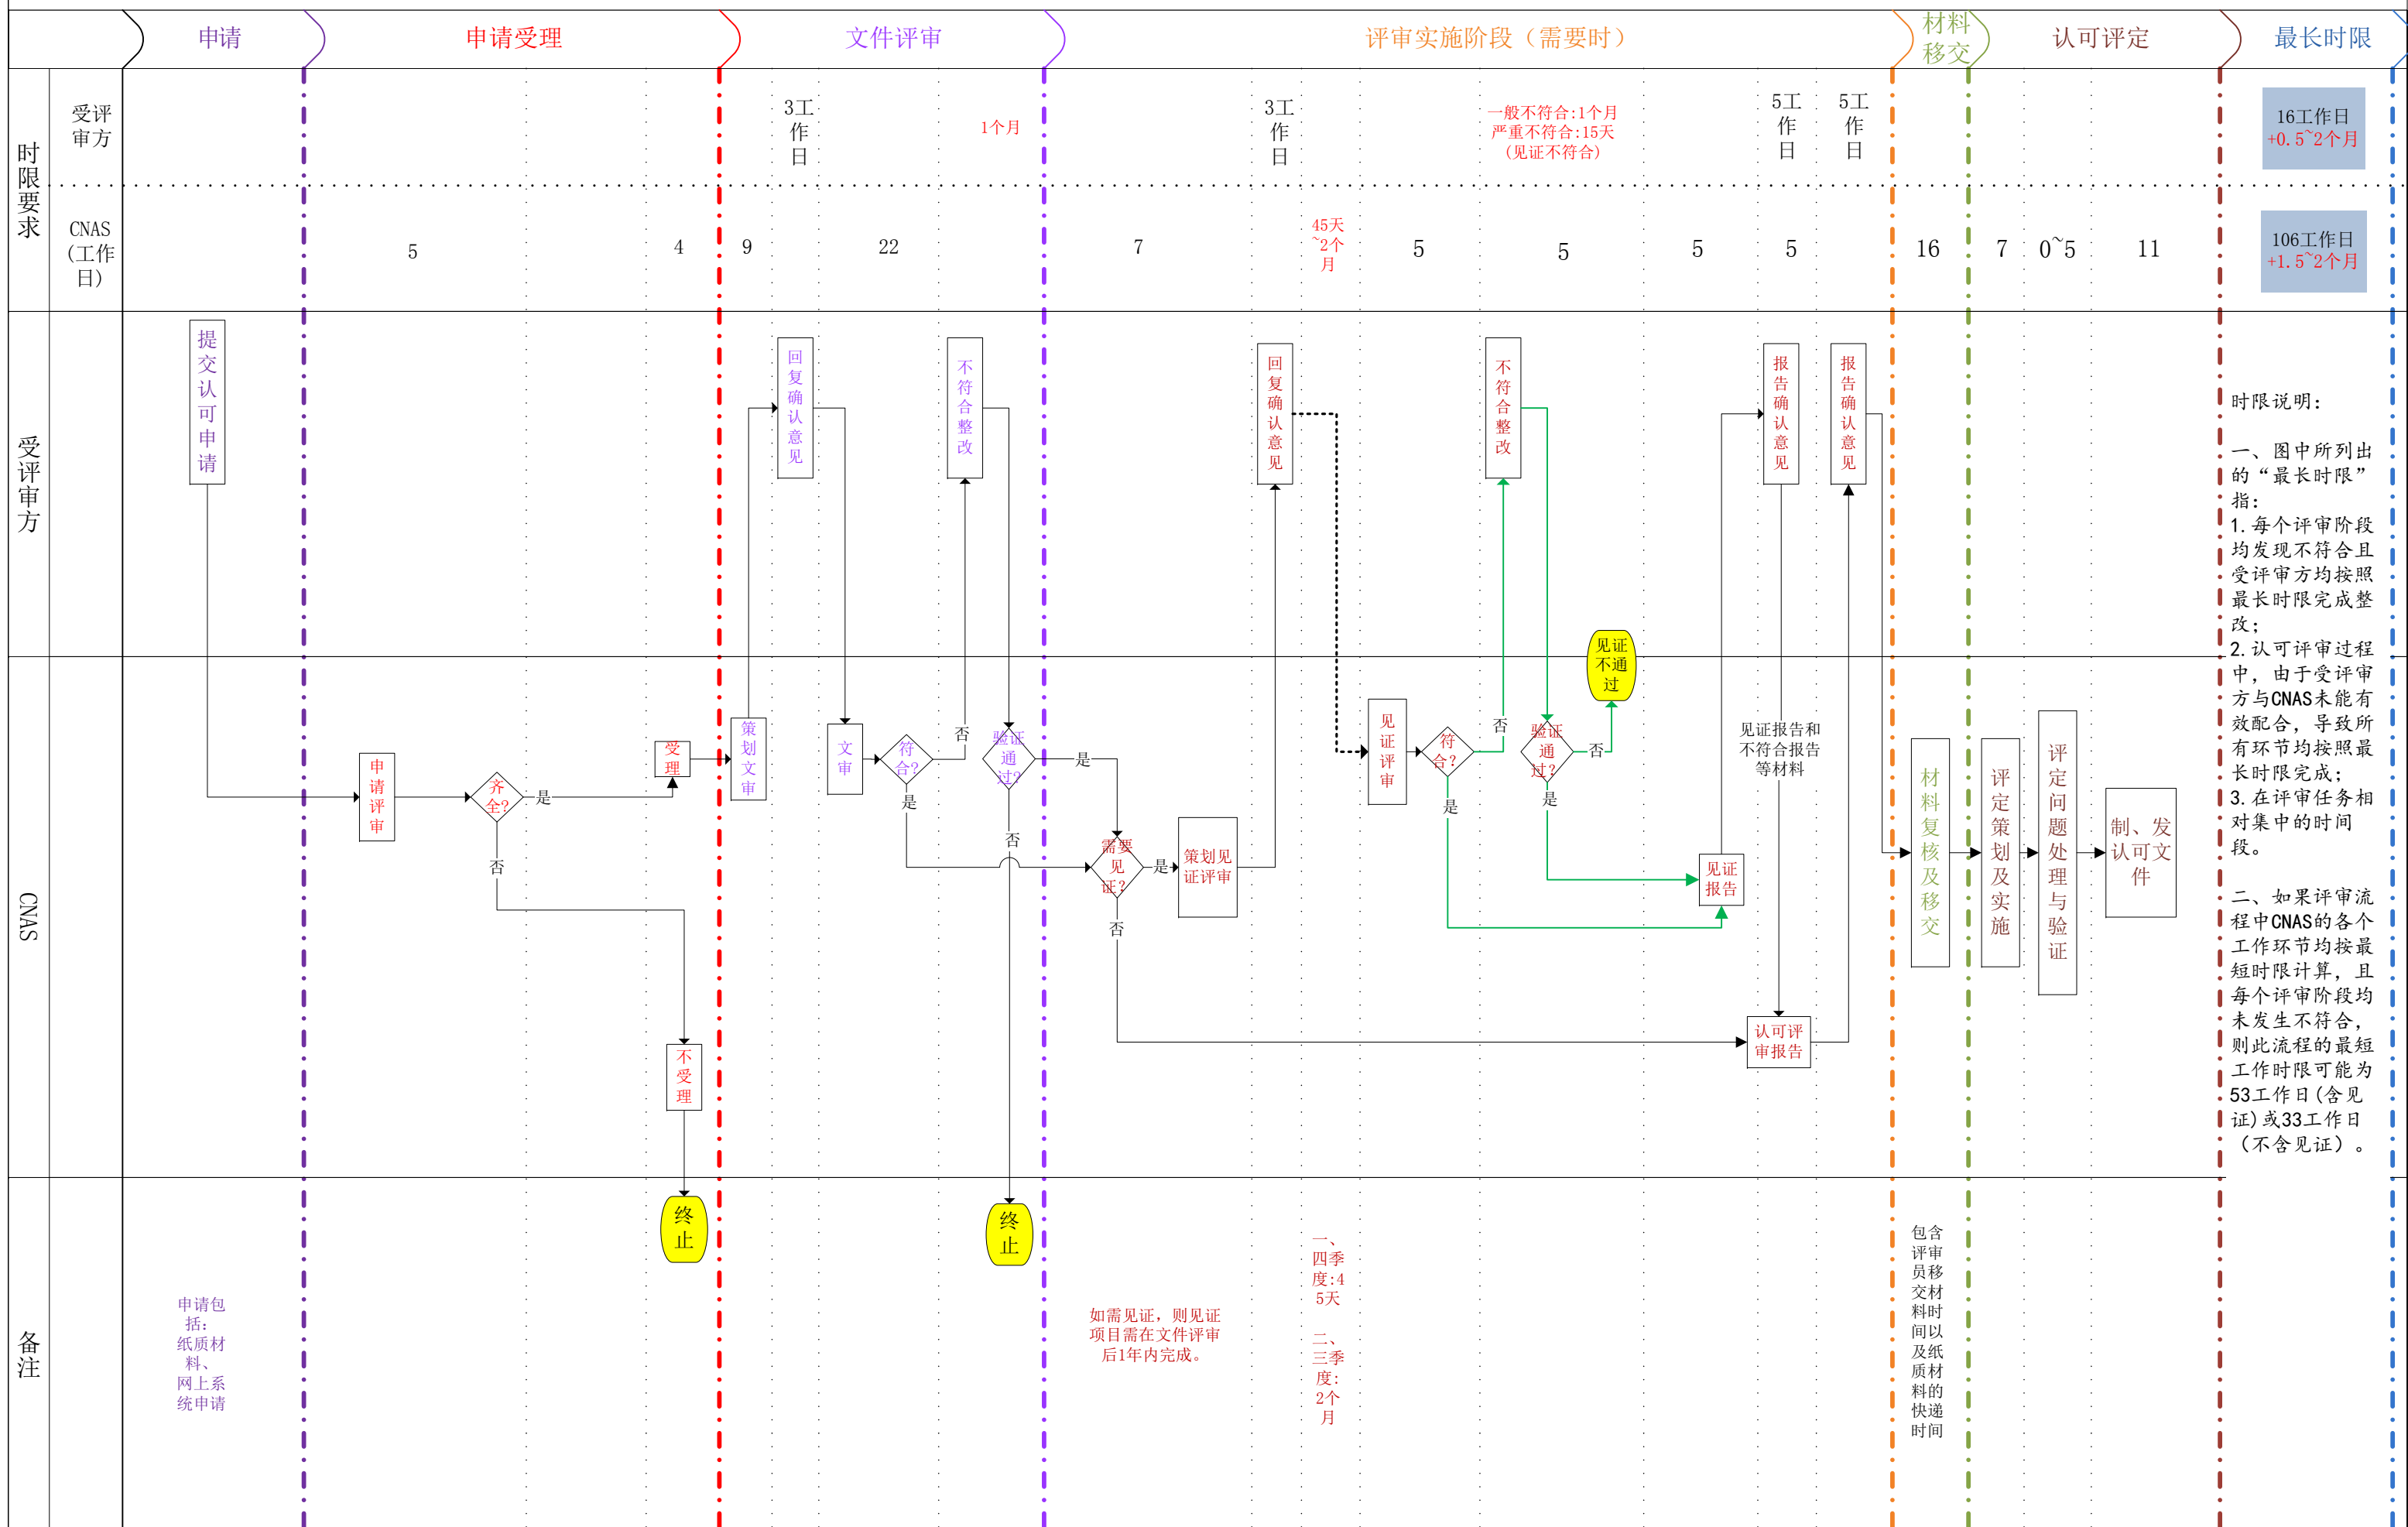 申请
申请受理
文件评审
评审实施阶段（需要时）
材料
移交
认可评定
最长时限
时限要求
受评
审方
3工
作
日
1个月
3工
作
日
一般不符合:1个月
严重不符合:15天
(见证不符合)
5工
作
日
5工
作
日
16工作日
+0.5~2个月
CNAS
(工作
日)
5
4
9
22
7
45天
~2个
月
5
5
5
5
16
7
0~5
11
106工作日
+1.5~2个月
受评审方
提交认可申请
回复确认意见
不符合整改
回复确认意见
不符合整改
报告确认意见
报告确认意见
CNAS
申请评审
齐
全?
是
否
受理
不受理
策划文审
文审
符
合?
否
是
验证
通
过?
是
否
需要
见
证?
是
否
策划见
证评审
见证评审
符
合?
否
是
验证
通
过?
否
是
见证
不通
过
见证
报告
见证报告和
不符合报告
等材料
认可评
审报告
材料复核及移交
评定策划及实施
评定问题处理与验证
制、发
认可文
件
时限说明:
一、图中所列出
的“最长时限”
指:
1.每个评审阶段
均发现不符合且
受评审方均按照
最长时限完成整
改;
2.认可评审过程
中，由于受评审
方与CNAS未能有
效配合，导致所
有环节均按照最
长时限完成;
3.在评审任务相
对集中的时间
段。
二、如果评审流
程中CNAS的各个
工作环节均按最
短时限计算，且
每个评审阶段均
未发生不符合，
则此流程的最短
工作时限可能为
53工作日(含见
证)或33工作日
（不含见证）。
备注
申请包
括:
纸质材
料、
网上系
统申请
终
止
终
止
如需见证，则见证
项目需在文件评审
后1年内完成。
一、
四季
度:4
5天
二、
三季
度:
2个
月
包含
评审
员移
交材
料时
间以
及纸
质材
料的
快递
时间